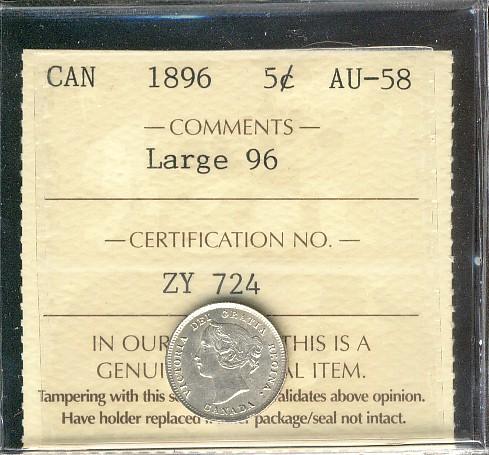 CAN 1896 5¢ AU-58
— COMMENTS —
Large 96
— CERTIFICATION NO. —
ZY 724
IN OUR THIS IS A
GENUI AL ITEM.
Tampering with this s alidates above opinion.
Have holder replaced package/seal not intact.
VICTORIA DEI GRATIA REGINA.
CANADA